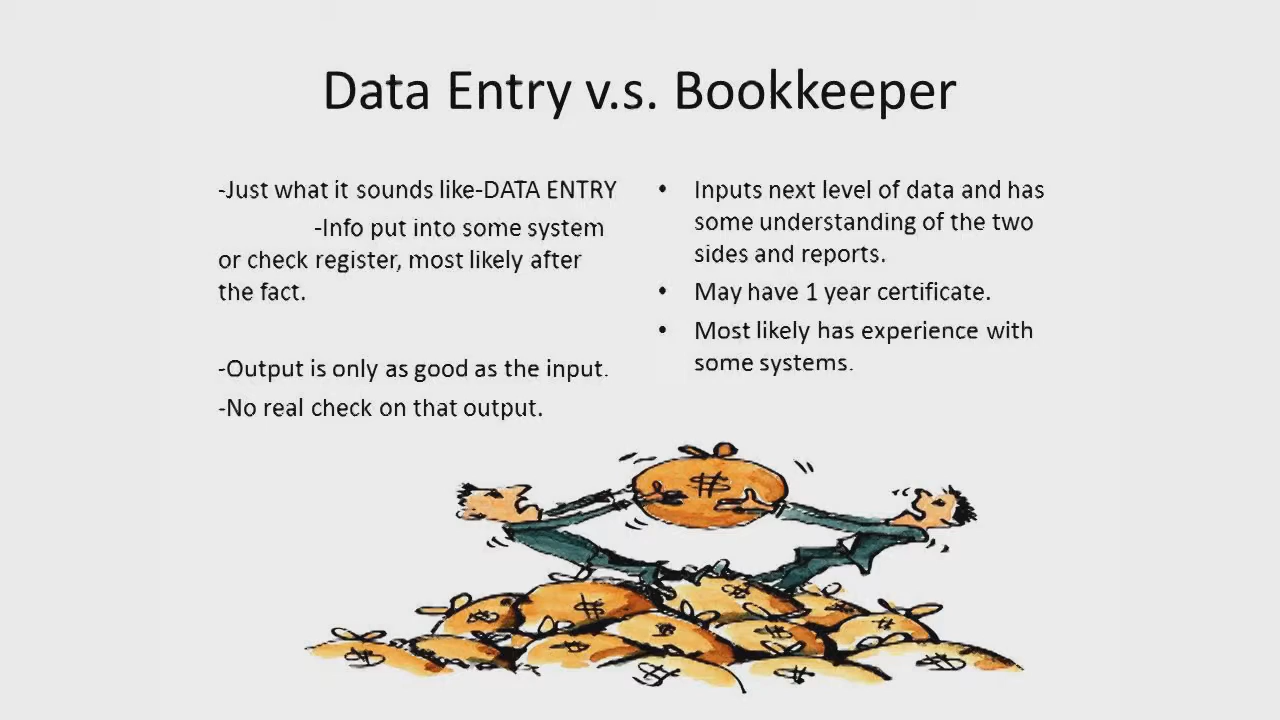 Data Entry v.s. Bookkeeper
-Just what it sounds like-DATA ENTRY
-Info put into some system
or check register, most likely after
the fact.
-Output is only as good as the input.
-No real check on that output.
• Inputs next level of data and has
some understanding of the two
sides and reports.
• May have 1 year certificate.
• Most likely has experience with
some systems.
$
$
$
$
$
$
$
$
$